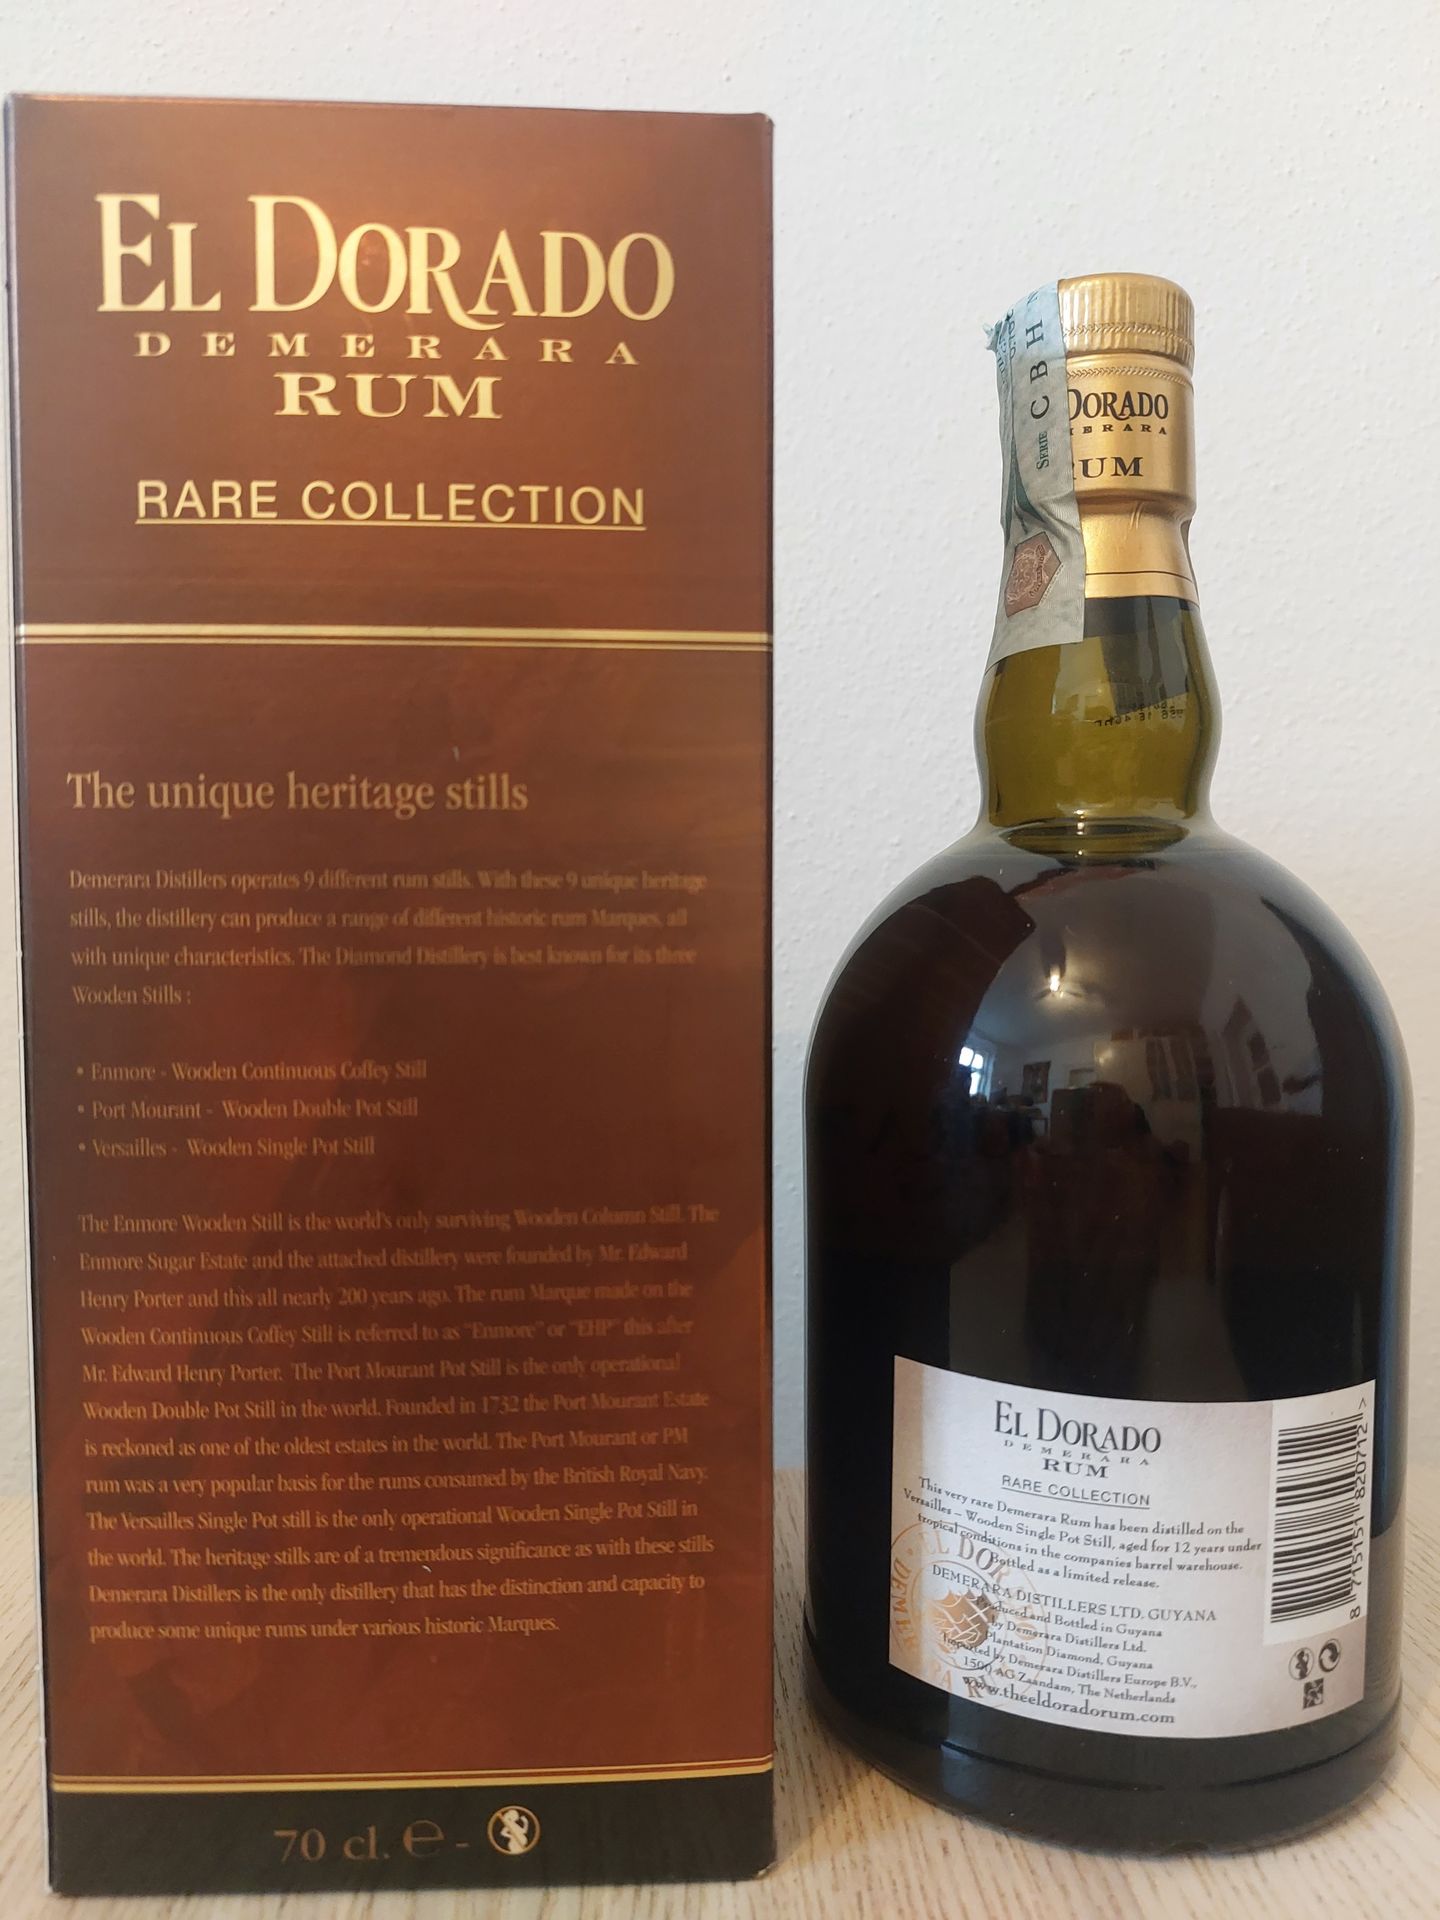 EL DORADO
DEMERARA
RUM
RARE COLLECTION
The unique heritage stills
Demerara Distillers operates 9 different rum stills. With these 9 unique heritage
stills, the distillery can produce a range of different historic rum Marques, all
with unique characteristics. The Diamond Distillery is best known for its three
Wooden Stills :
• Enmore - Wooden Continuous Coffey Still
• Port Mourant - Wooden Double Pot Still
• Versailles - Wooden Single Pot Still
The Enmore Wooden Still is the world's only surviving Wooden Column Still. The
Enmore Sugar Estate and the attached distillery were founded by Mr. Edward
Henry Porter and this all nearly 200 years ago. The rum Marque made on the
Wooden Continuous Coffey Still is referred to as "Enmore" or "EHP" this after
Mr. Edward Henry Porter. The Port Mourant Pot Still is the only operational
Wooden Double Pot Still in the world. Founded in 1732 the Port Mourant Estate
is reckoned as one of the oldest estates in the world. The Port Mourant or PM
rum was a very popular basis for the rums consumed by the British Royal Navy.
The Versailles Single Pot still is the only operational Wooden Single Pot Still in
the world. The heritage stills are of a tremendous significance as with these stills
Demerara Distillers is the only distillery that has the distinction and capacity to
produce some unique rums under various historic Marques.
70 cl. e -
SERIE CBH
DORADO
MERARA
RUM
EL DORADO
DEMERARA
RUM
RARE COLLECTION
This very rare Demerara Rum has been distilled on the
Versailles – Wooden Single Pot Still, aged for 12 years under
tropical conditions in the companies barrel warehouse.
Bottled as a limited release.
DEMERARA DISTILLERS LTD. GUYANA
Produced and Bottled in Guyana
by Demerara Distillers Ltd.
Plantation Diamond, Guyana
Imported by Demerara Distillers Europe B.V.,
1500 AG Zaandam, The Netherlands
www.theeldoradorum.com
8 715151 820712 >